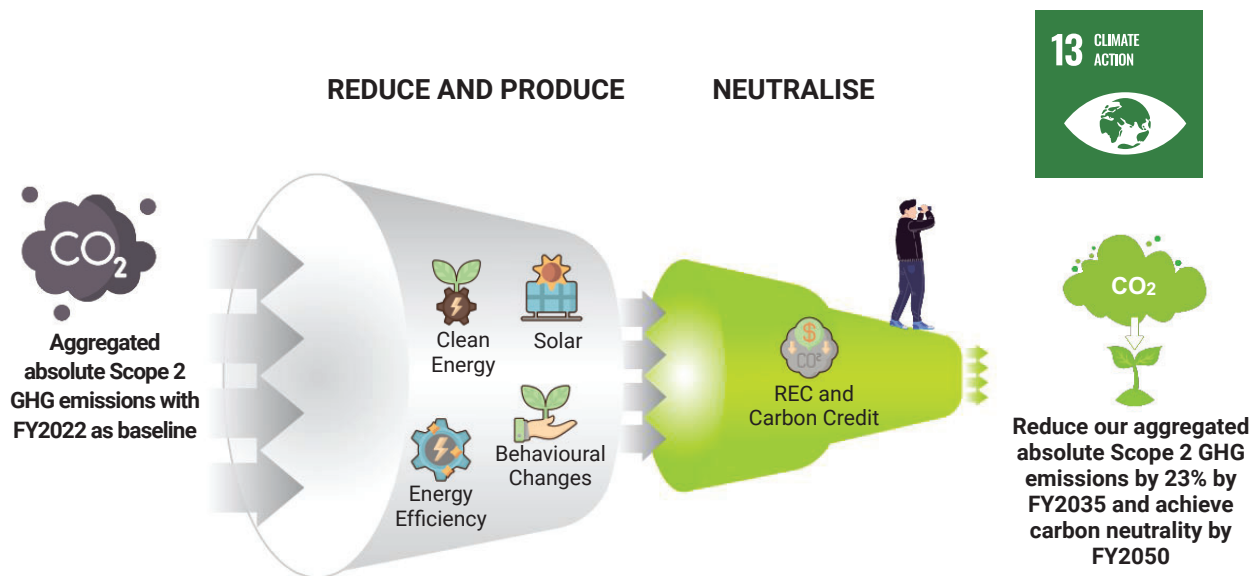 13 CLIMATE
ACTION
REDUCE AND PRODUCE
NEUTRALISE
CO2
Aggregated
absolute Scope 2
GHG emissions with
FY2022 as baseline
Clean
Energy
Solar
Energy
Efficiency
Behavioural
Changes
$
CO²
REC and
Carbon Credit
CO2
Reduce our aggregated
absolute Scope 2 GHG
emissions by 23% by
FY2035 and achieve
carbon neutrality by
FY2050